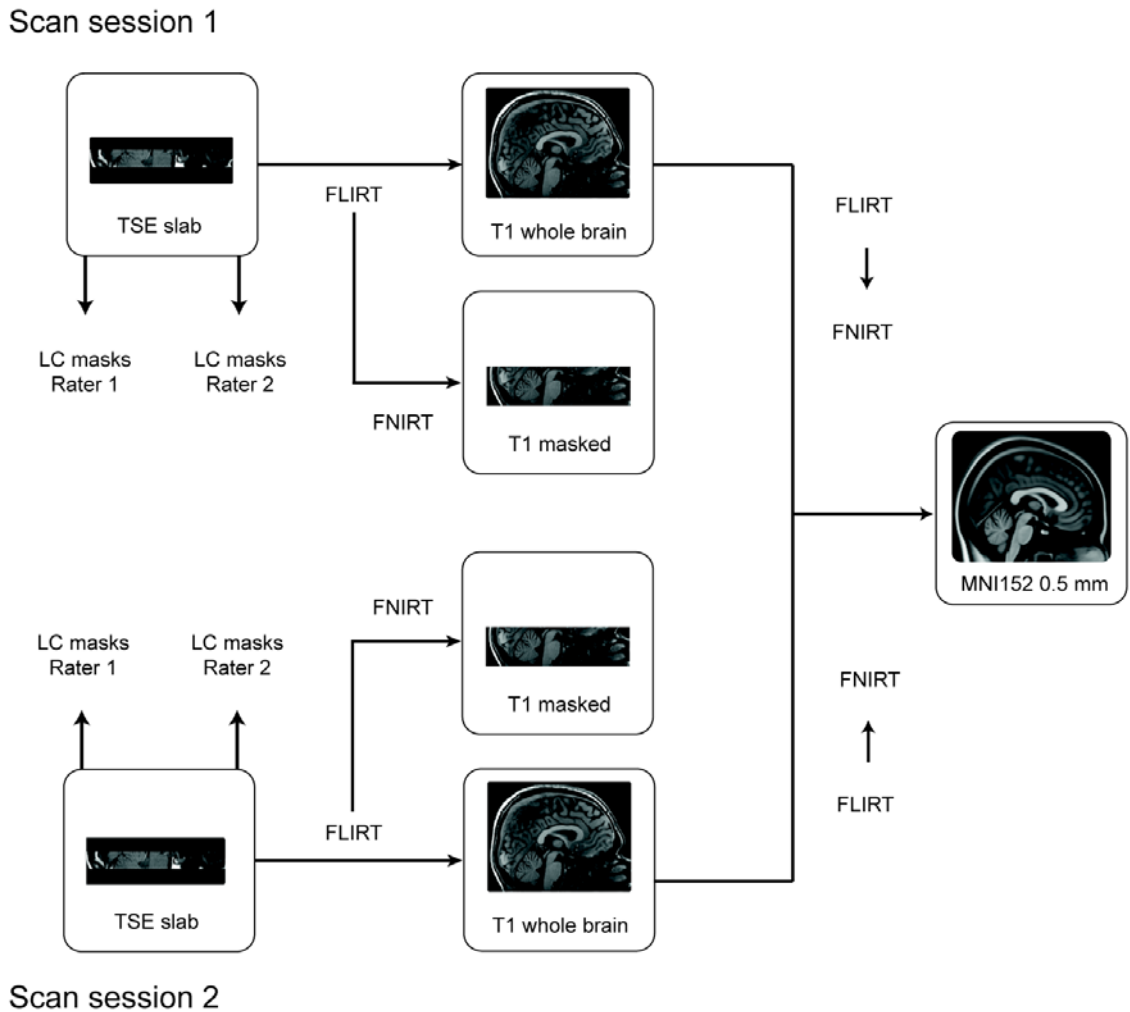 Scan session 1
TSE slab
FLIRT
T1 whole brain
FLIRT
FNIRT
LC masks
Rater 1
LC masks
Rater 2
FNIRT
T1 masked
MNI152 0.5 mm
LC masks
Rater 1
LC masks
Rater 2
FNIRT
T1 masked
FNIRT
FLIRT
TSE slab
FLIRT
T1 whole brain
Scan session 2